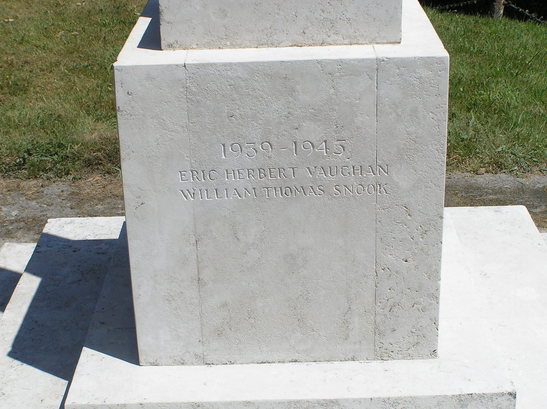 1939-1945
ERIC HERBERT VAUGHAN
WILLIAM THOMAS SNOOK